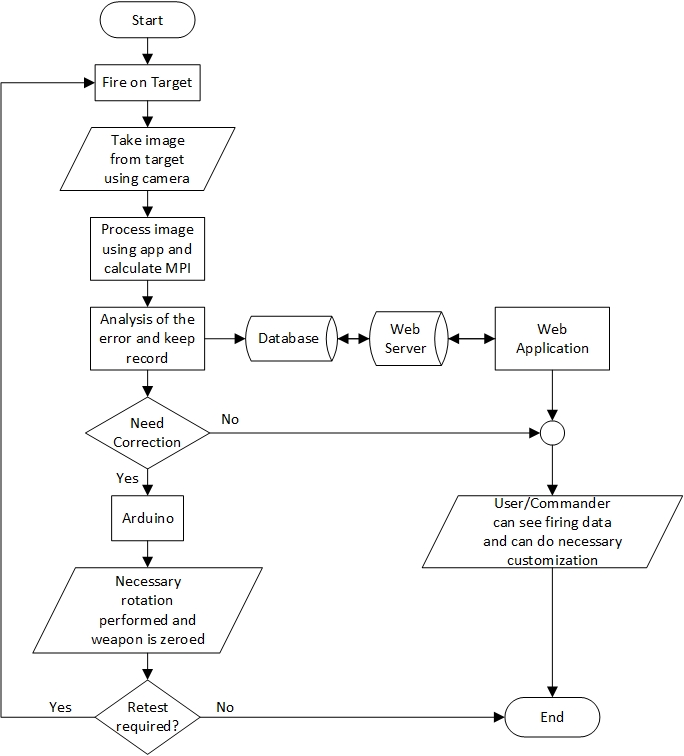 Start
Fire on Target
Take image
from target
using camera
Process image
using app and
calculate MPI
Analysis of the
error and keep
record
Database
Web
Server
Web
Application
Need
Correction
No
Yes
Arduino
User/Commander
can see firing data
and can do necessary
customization
Necessary
rotation
performed and
weapon is zeroed
Retest
required?
Yes
No
End